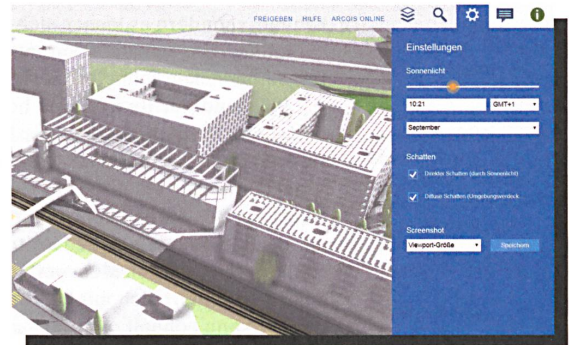 FREIGEBEN HILFE ARCGIS ONLINE
Einstellungen
Sonnenlicht
10:21 GMT+1
September
Schatten
Direkter Schatten (durch Sonnenlicht)
Diffuse Schatten (Umgebungsverdeck
Screenshot
Viewport-Größe Speichern